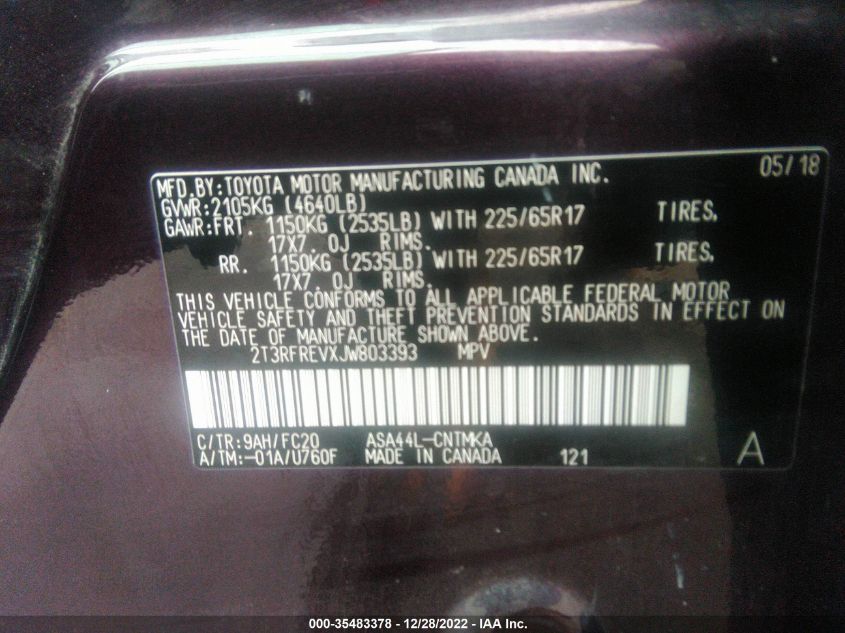 MFD.BY:TOYOTA MOTOR MANUFACTURING CANADA INC. 05/18
GVWR:2105KG (4640LB)
GAWR:FRT. 1150KG (2535LB) WITH 225/65R17 TIRES,
17X7. 0J RIMS.
RR. 1150KG (2535LB) WITH 225/65R17 TIRES,
17X7. 0J RIMS.
THIS VEHICLE CONFORMS TO ALL APPLICABLE FEDERAL MOTOR
VEHICLE SAFETY AND THEFT PREVENTION STANDARDS IN EFFECT ON
THE DATE OF MANUFACTURE SHOWN ABOVE.
2T3RFREVXJW803393 MPV
C/TR:9AH/FC20 ASA44L-CNTMKA
A/TM:-01A/U760F MADE IN CANADA 121 A
000-35483378 - 12/28/2022 - IAA Inc.